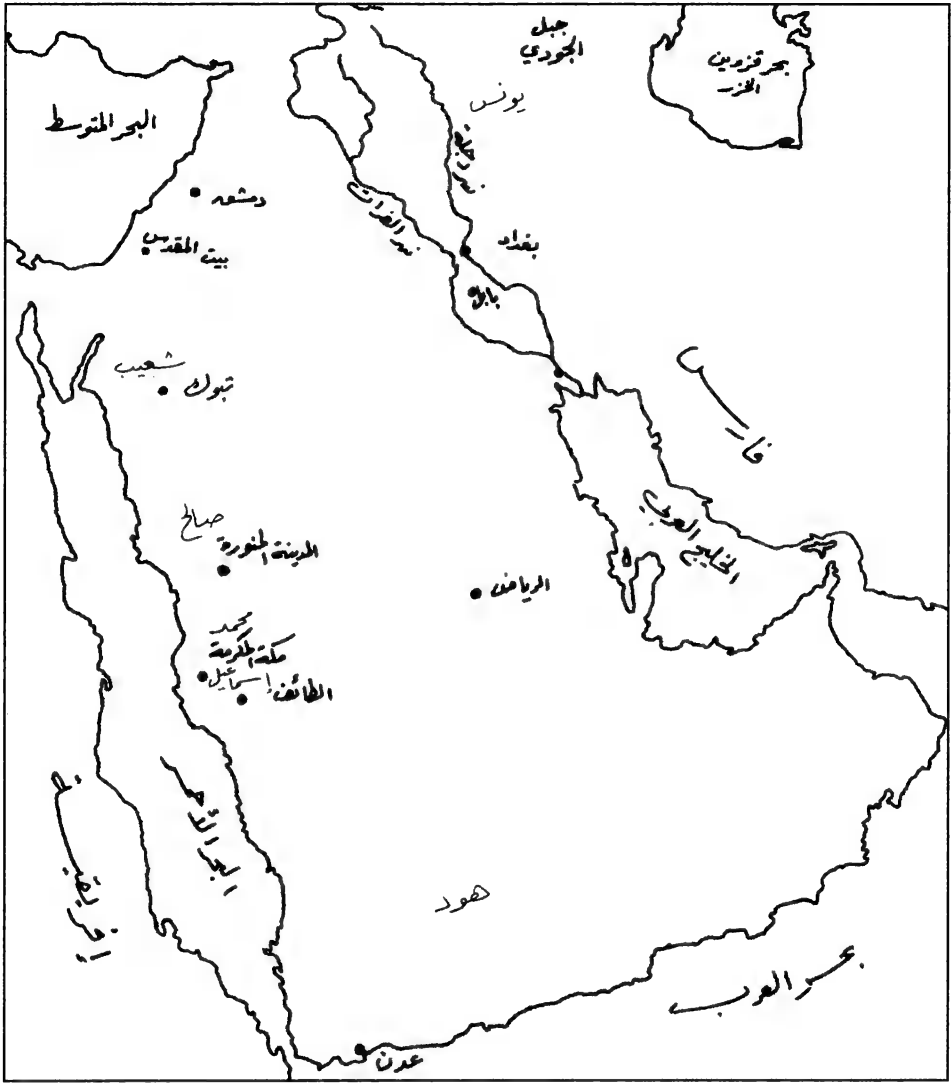 جبل
الجودي
بحر قزوين
الخزر
يونس
البحر المتوسط
نهر دجلة
دمشق
نهر الفرات
بيت المقدس
بغداد
بابل
شعيب
تبوك
فارس
صالح
المدينة المنورة
الخليج العربي
الرياض
محمد
مكة المكرمة
إسماعيل
الطائف
البحر الأحمر
إفريقية
هود
بحر العرب
عدن